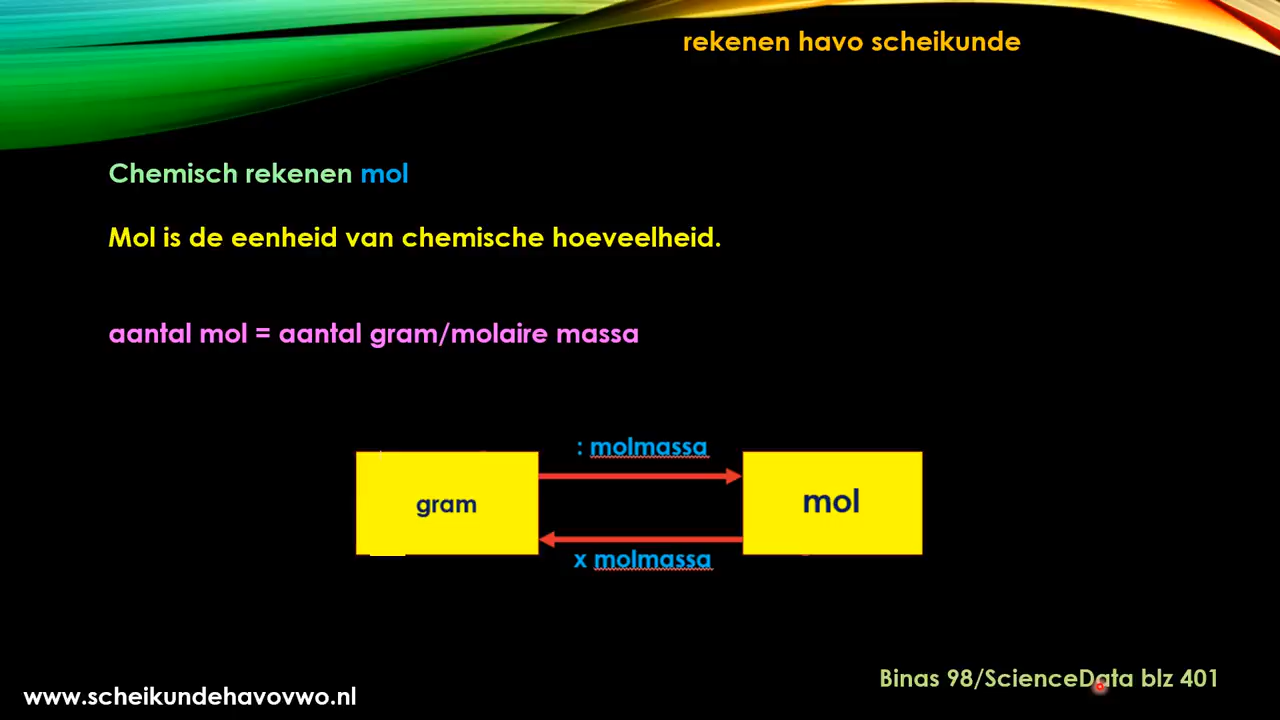 rekenen havo scheikunde
Chemisch rekenen mol
Mol is de eenheid van chemische hoeveelheid.
aantal mol = aantal gram/molaire massa
: molmassa
gram
mol
x molmassa
Binas 98/ScienceData blz 401
www.scheikundehavovwo.nl